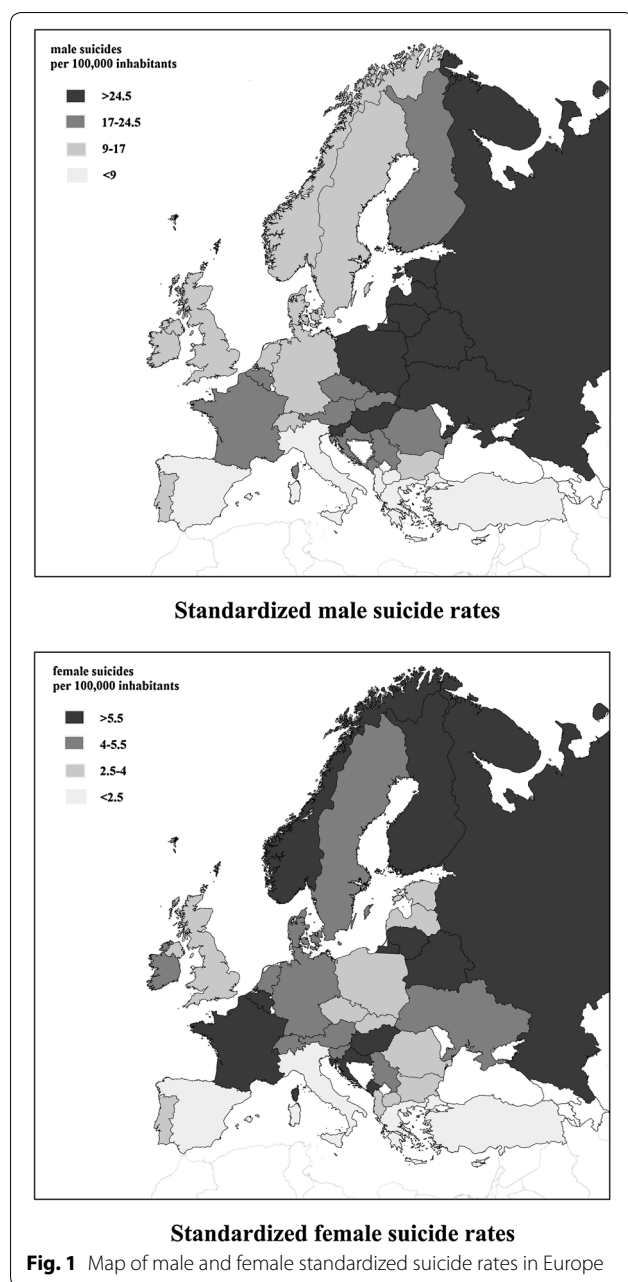 male suicides
per 100,000 inhabitants
>24.5
17-24.5
9-17
<9
Standardized male suicide rates
female suicides
per 100,000 inhabitants
>5.5
4-5.5
2.5-4
<2.5
Standardized female suicide rates
Fig. 1 Map of male and female standardized suicide rates in Europe